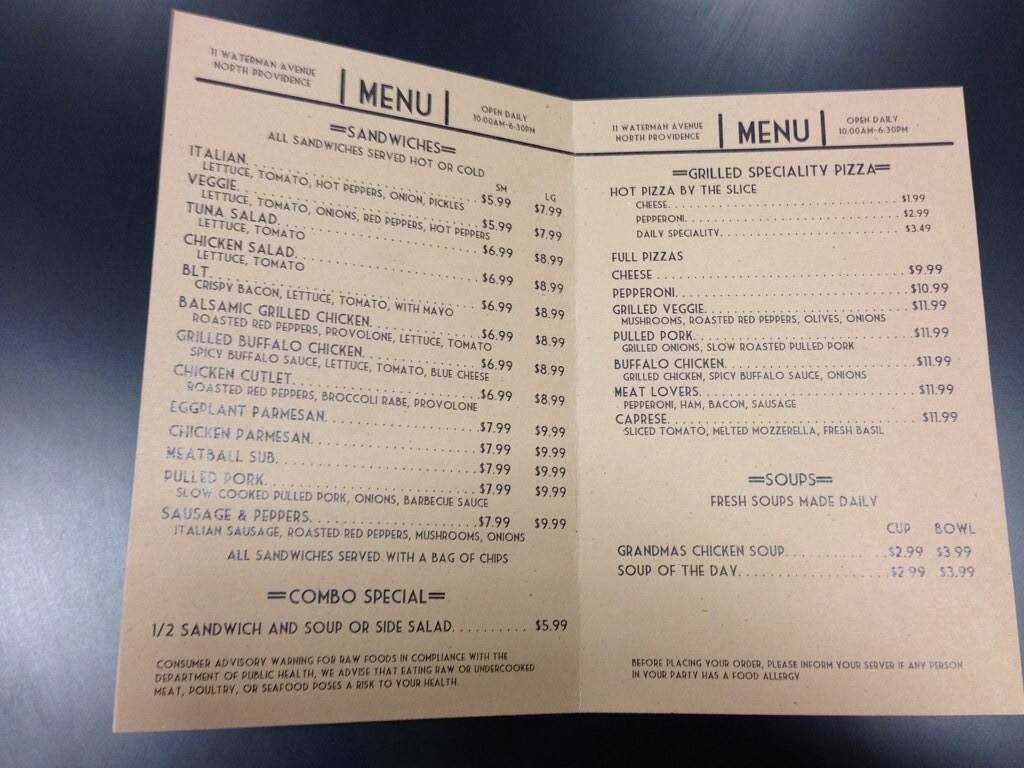 11 WATERMAN AVENUE
NORTH PROVIDENCE
MENU
OPEN DAILY
10:00AM-6:30PM
SANDWICHES
ALL SANDWICHES SERVED HOT OR COLD
SM LG
ITALIAN. $5.99 $7.99
LETTUCE, TOMATO, HOT PEPPERS, ONION, PICKLES
VEGGIE. $5.99 $7.99
LETTUCE, TOMATO, ONIONS, RED PEPPERS, HOT PEPPERS
TUNA SALAD. $6.99 $8.99
LETTUCE, TOMATO
CHICKEN SALAD. $6.99 $8.99
LETTUCE, TOMATO
BLT. $6.99 $8.99
CRISPY BACON, LETTUCE, TOMATO, WITH MAYO
BALSAMIC GRILLED CHICKEN. $6.99 $8.99
ROASTED RED PEPPERS, PROVOLONE, LETTUCE, TOMATO
GRILLED BUFFALO CHICKEN. $6.99 $8.99
SPICY BUFFALO SAUCE, LETTUCE, TOMATO, BLUE CHEESE
CHICKEN CUTLET. $6.99 $8.99
ROASTED RED PEPPERS, BROCCOLI RABE, PROVOLONE
EGGPLANT PARMESAN. $7.99 $9.99
CHICKEN PARMESAN. $7.99 $9.99
MEATBALL SUB. $7.99 $9.99
PULLED PORK. $7.99 $9.99
SLOW COOKED PULLED PORK, ONIONS, BARBECUE SAUCE
SAUSAGE & PEPPERS. $7.99 $9.99
ITALIAN SAUSAGE, ROASTED RED PEPPERS, MUSHROOMS, ONIONS
ALL SANDWICHES SERVED WITH A BAG OF CHIPS
COMBO SPECIAL
1/2 SANDWICH AND SOUP OR SIDE SALAD. $5.99
CONSUMER ADVISORY WARNING FOR RAW FOODS IN COMPLIANCE WITH THE
DEPARTMENT OF PUBLIC HEALTH, WE ADVISE THAT EATING RAW OR UNDERCOOKED
MEAT, POULTRY, OR SEAFOOD POSES A RISK TO YOUR HEALTH.
11 WATERMAN AVENUE
NORTH PROVIDENCE
MENU
OPEN DAILY
10:00AM-6:30PM
GRILLED SPECIALITY PIZZA
HOT PIZZA BY THE SLICE
CHEESE. $1.99
PEPPERONI. $2.99
DAILY SPECIALITY. $3.49
FULL PIZZAS
CHEESE $9.99
PEPPERONI. $10.99
GRILLED VEGGIE. $11.99
MUSHROOMS, ROASTED RED PEPPERS, OLIVES, ONIONS
PULLED PORK. $11.99
GRILLED ONIONS, SLOW ROASTED PULLED PORK
BUFFALO CHICKEN. $11.99
GRILLED CHICKEN, SPICY BUFFALO SAUCE, ONIONS
MEAT LOVERS. $11.99
PEPPERONI, HAM, BACON, SAUSAGE
CAPRESE. $11.99
SLICED TOMATO, MELTED MOZZERELLA, FRESH BASIL
SOUPS
FRESH SOUPS MADE DAILY
CUP BOWL
GRANDMAS CHICKEN SOUP. $2.99 $3.99
SOUP OF THE DAY. $2.99 $3.99
BEFORE PLACING YOUR ORDER, PLEASE INFORM YOUR SERVER IF ANY PERSON
IN YOUR PARTY HAS A FOOD ALLERGY